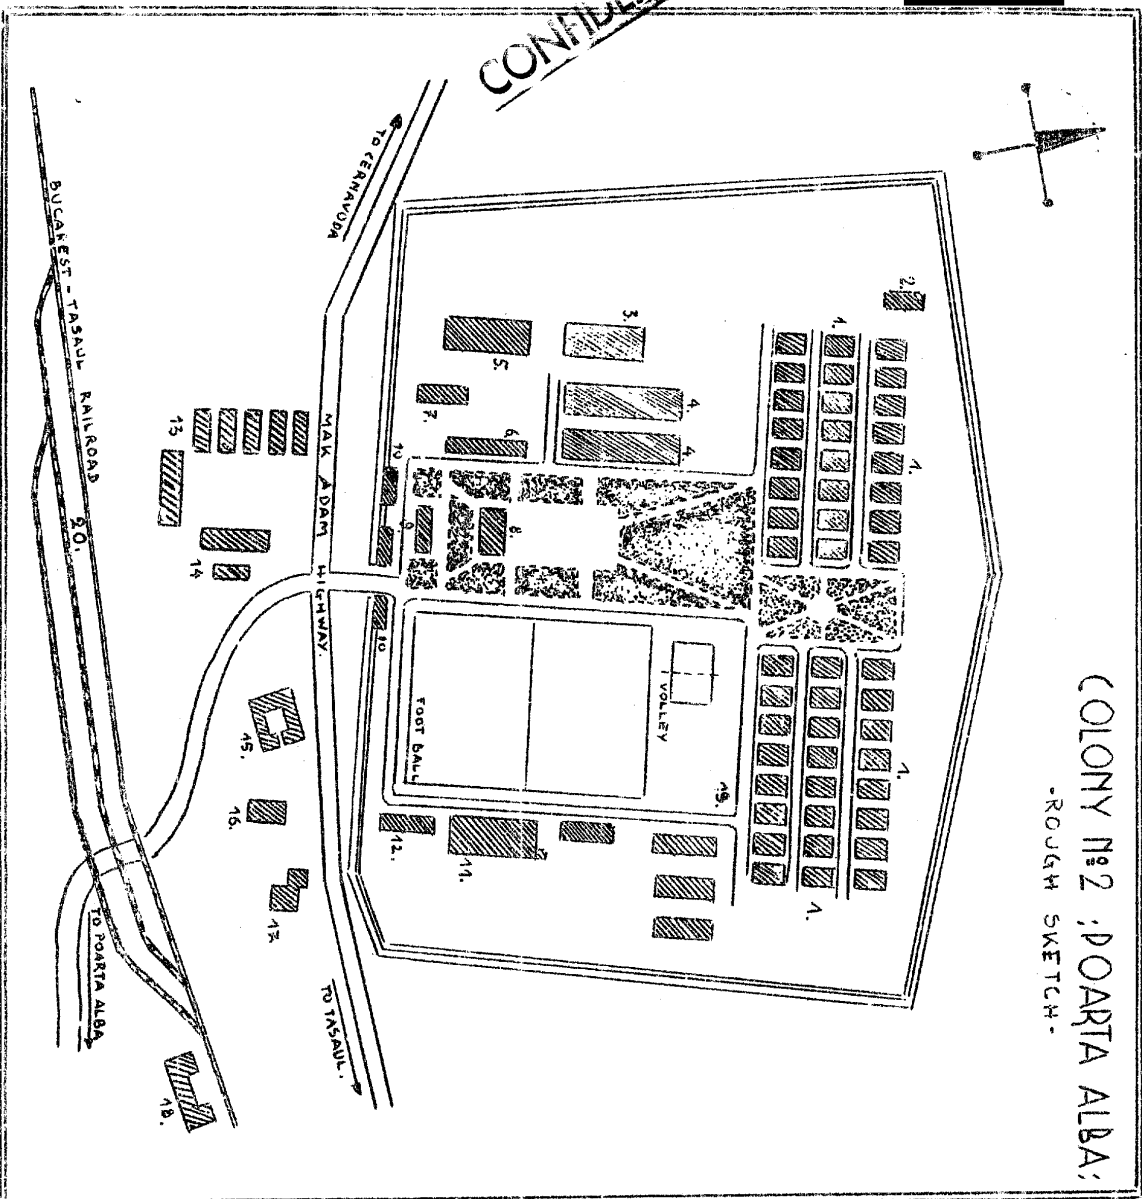 COLONY Nº2 ; POARTA ALBA;
-ROUGH SKETCH-
2.
1.
1.
1.
1.
3.
4.
4.
5.
6.
7.
8.
9.
10
10
11.
12.
13
14
15.
16.
17
18.
19.
20.
VOLLEY
FOOT BALL
TO CERNAVODA
MAK ADAM HIGHWAY.
TO TASAUL.
BUCAREST - TASAUL RAILROAD
TO POARTA ALBA